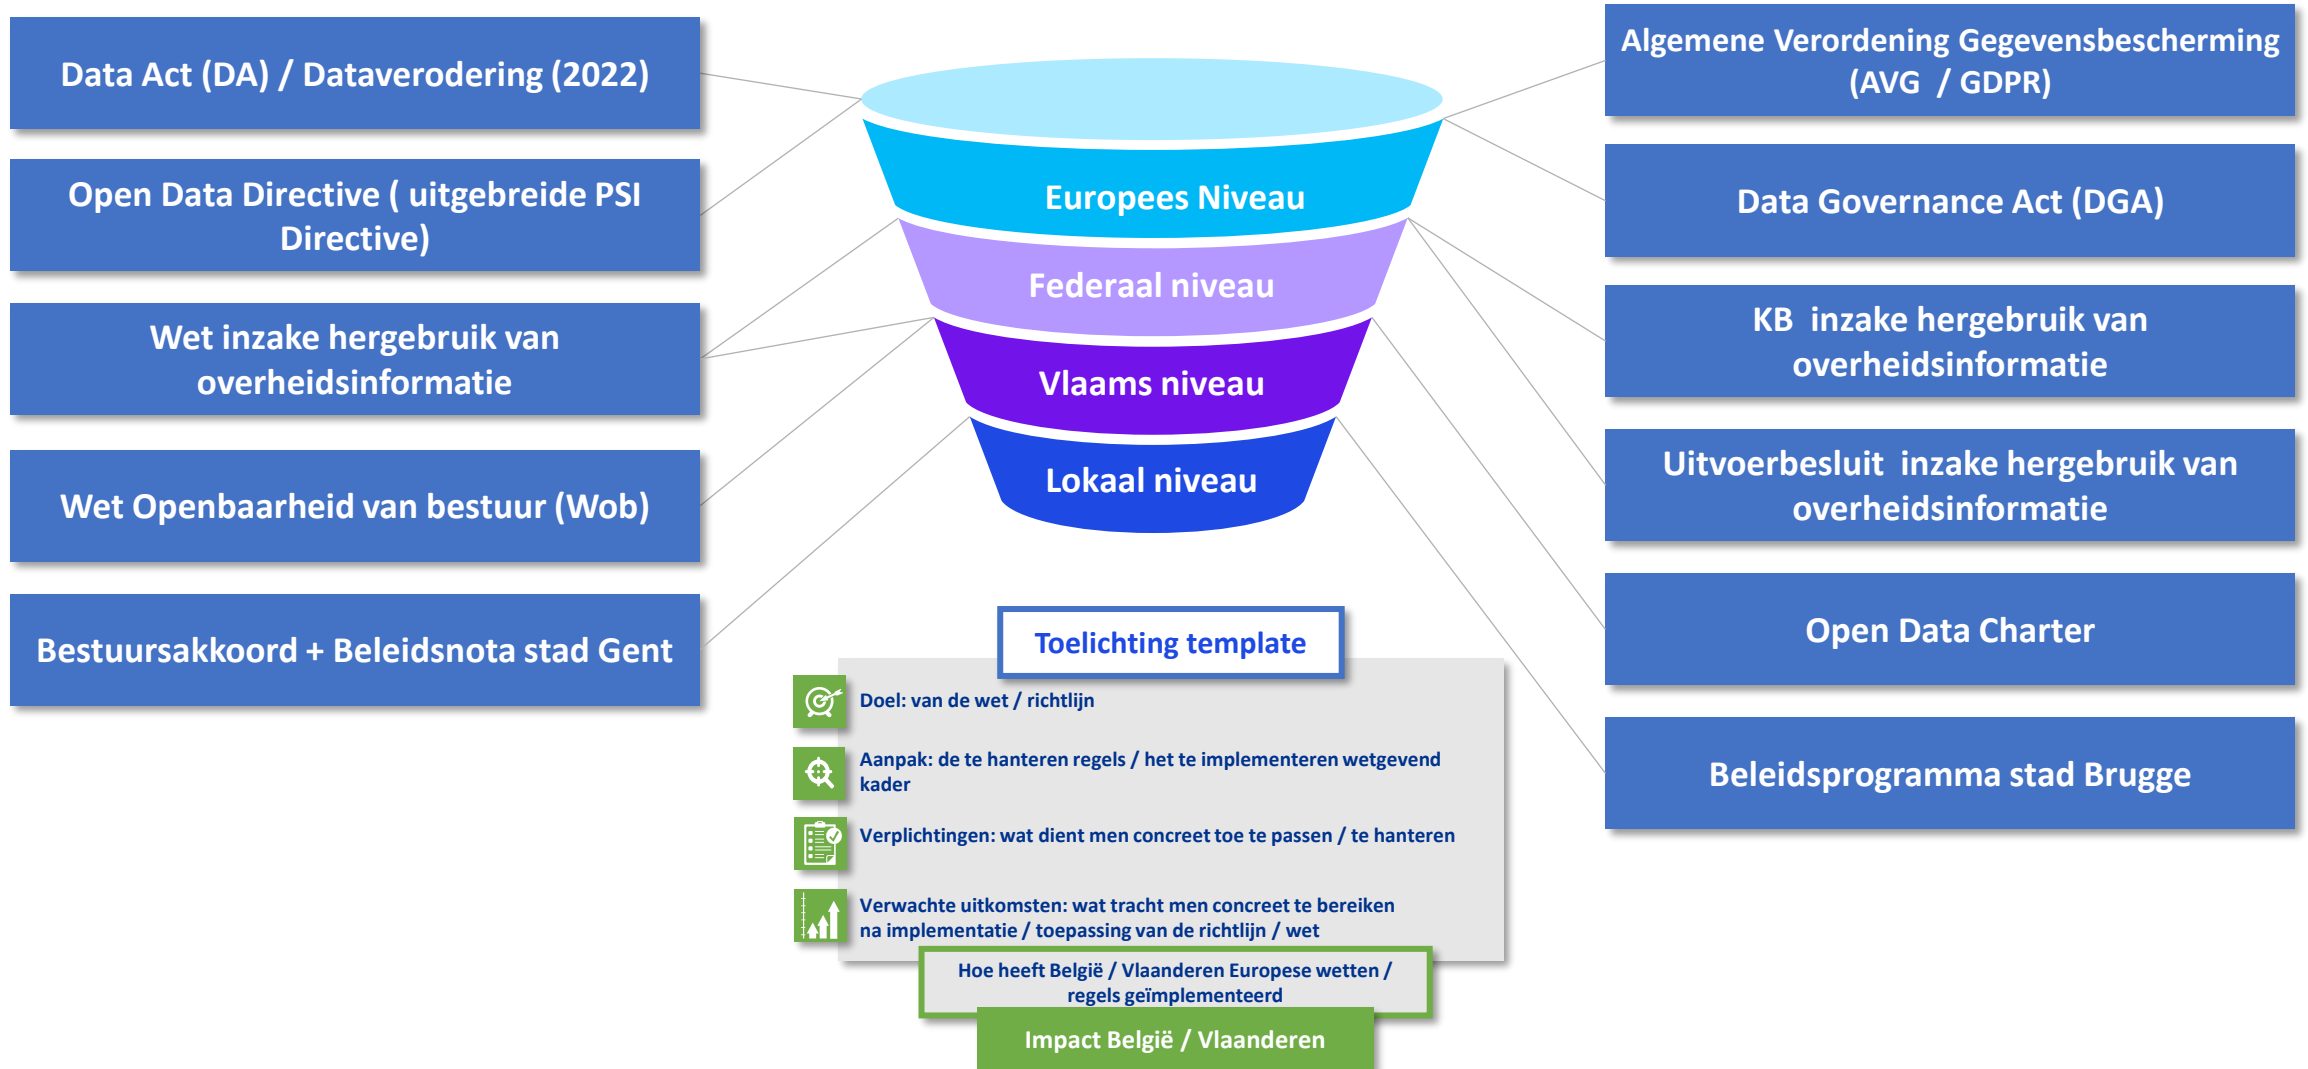 Data Act (DA) / Dataverodering (2022)
Open Data Directive ( uitgebreide PSI
Directive)
Wet inzake hergebruik van
overheidsinformatie
Wet Openbaarheid van bestuur (Wob)
Bestuursakkoord + Beleidsnota stad Gent
Europees Niveau
Federaal niveau
Vlaams niveau
Lokaal niveau
Algemene Verordening Gegevensbescherming
(AVG / GDPR)
Data Governance Act (DGA)
KB inzake hergebruik van
overheidsinformatie
Uitvoerbesluit inzake hergebruik van
overheidsinformatie
Open Data Charter
Beleidsprogramma stad Brugge
Toelichting template
Doel: van de wet / richtlijn
Aanpak: de te hanteren regels / het te implementeren wetgevend
kader
Verplichtingen: wat dient men concreet toe te passen / te hanteren
Verwachte uitkomsten: wat tracht men concreet te bereiken
na implementatie / toepassing van de richtlijn / wet
Hoe heeft België / Vlaanderen Europese wetten /
regels geïmplementeerd
Impact België / Vlaanderen